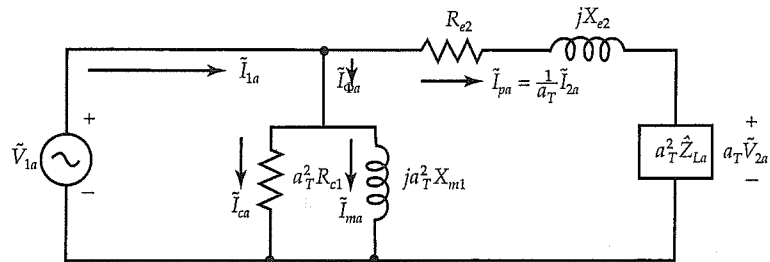 R_{e2}
jX_{e2}
\tilde{I}_{1a}
\tilde{I}_{Φa}
\tilde{I}_{pa} = \frac{1}{a_T} \tilde{I}_{2a}
+
\tilde{V}_{1a}
−
\tilde{I}_{ca}
a_T^2 R_{c1}
\tilde{I}_{ma}
ja_T^2 X_{m1}
a_T^2 \hat{Z}_{La}
+
a_T \tilde{V}_{2a}
−